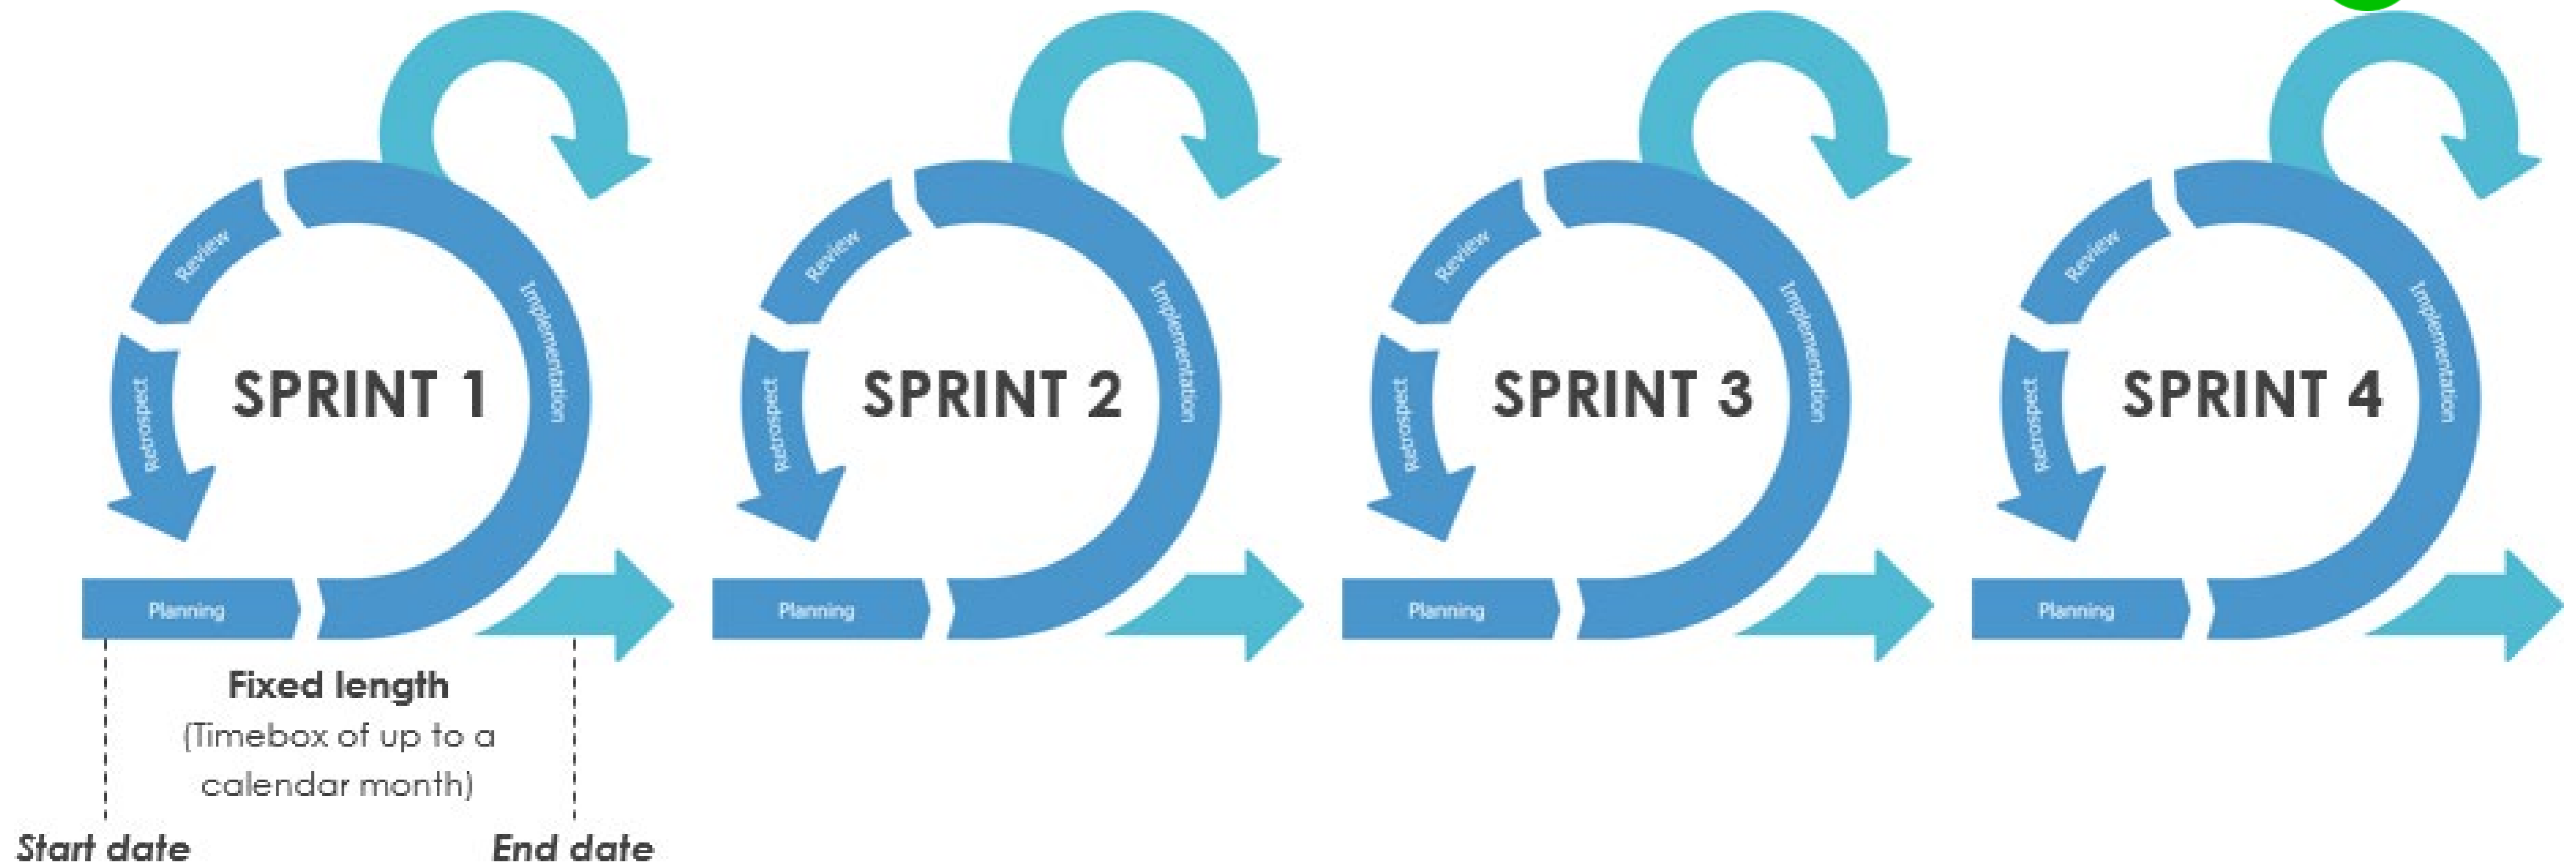 Review
Implementation
Retrospect
SPRINT 1
Planning
Review
Implementation
Retrospect
SPRINT 2
Planning
Review
Implementation
Retrospect
SPRINT 3
Planning
Review
Implementation
Retrospect
SPRINT 4
Planning
Fixed length
(Timebox of up to a
calendar month)
Start date
End date